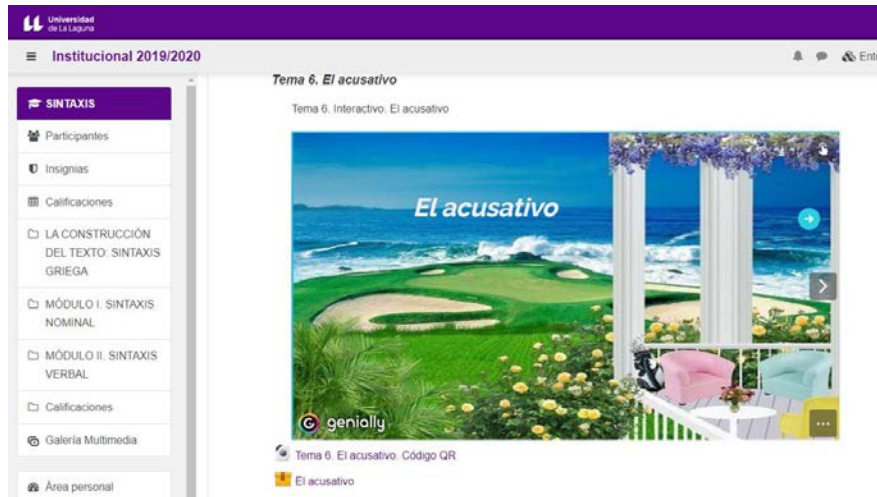 Universidad
de La Laguna
Institucional 2019/2020
Ent
SINTAXIS
Participantes
Insignias
Calificaciones
LA CONSTRUCCIÓN
DEL TEXTO: SINTAXIS
GRIEGA
MÓDULO I. SINTAXIS
NOMINAL
MÓDULO II. SINTAXIS
VERBAL
Calificaciones
Galería Multimedia
Área personal
Tema 6. El acusativo
Tema 6. Interactivo. El acusativo
El acusativo
genially
Tema 6. El acusativo. Código QR
El acusativo